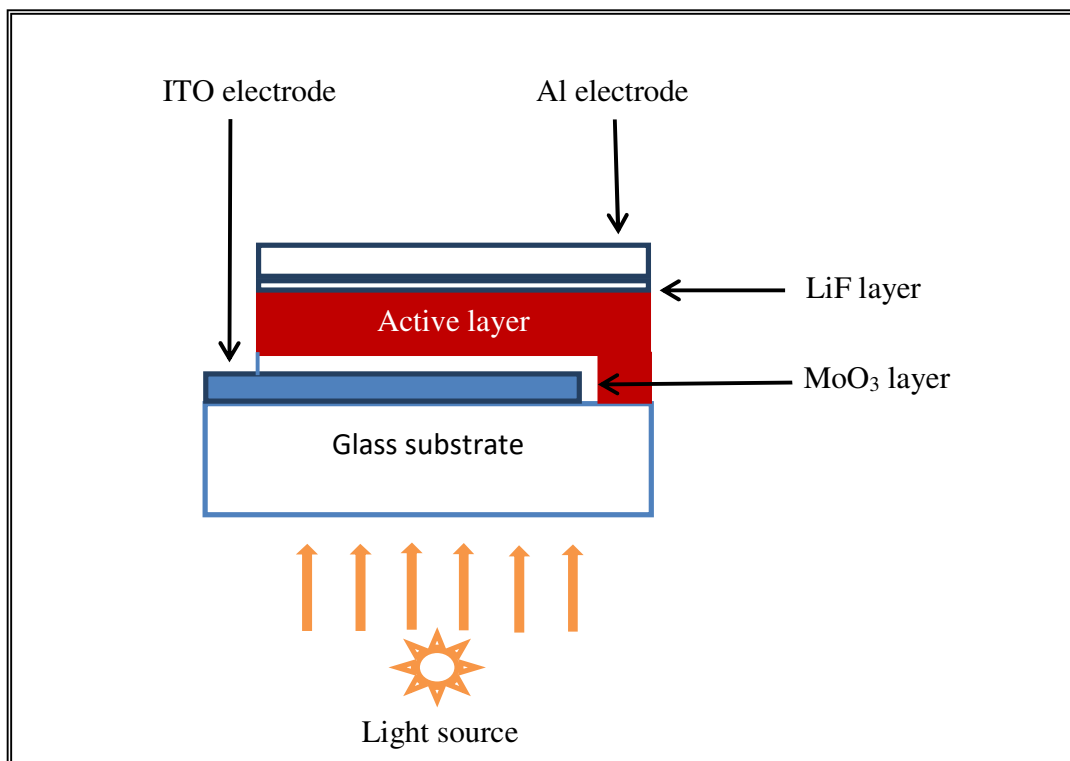 ITO electrode
Al electrode
LiF layer
Active layer
MoO₃ layer
Glass substrate
Light source